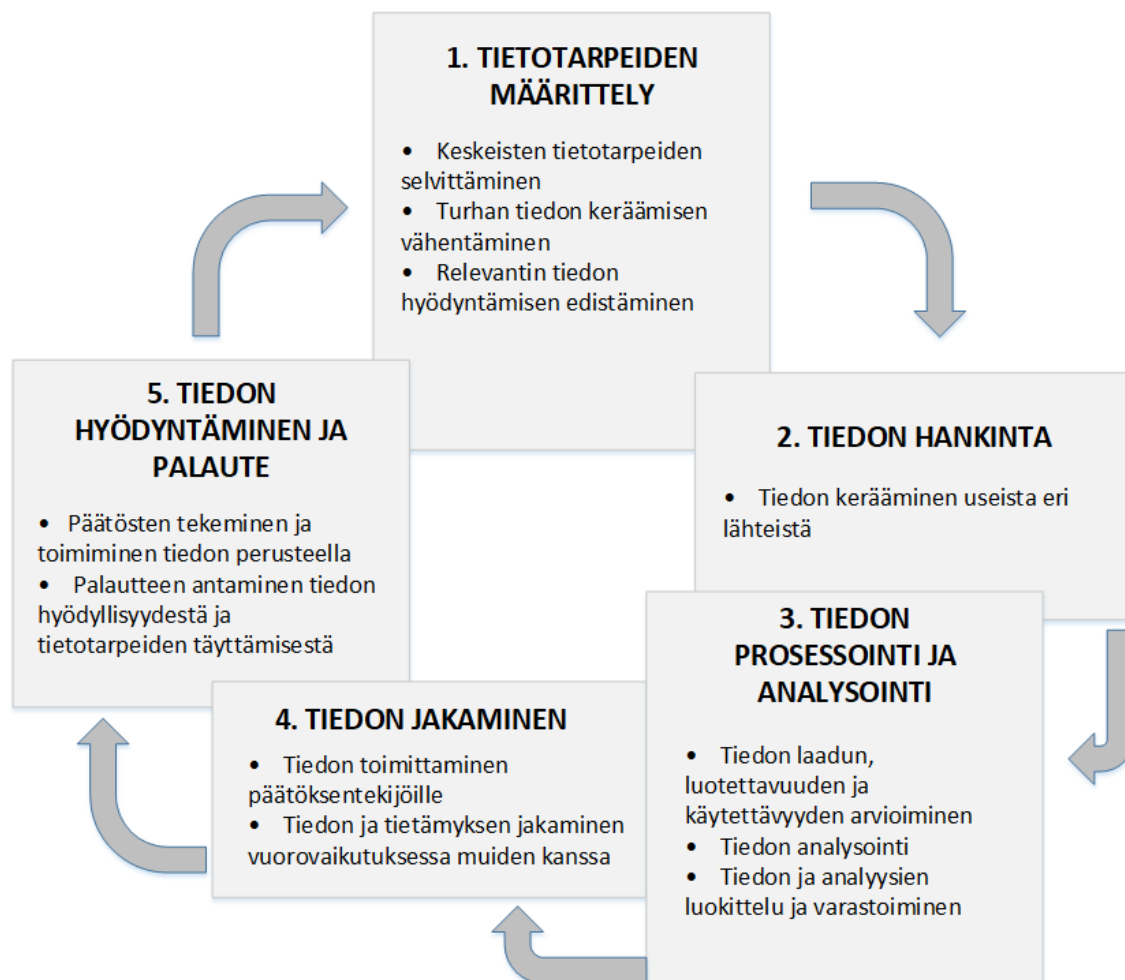 1. TIETOTARPEIDEN
MÄÄRITTELY
• Keskeisten tietotarpeiden
selvittäminen
• Turhan tiedon keräämisen
vähentäminen
• Relevantin tiedon
hyödyntämisen edistäminen
2. TIEDON HANKINTA
• Tiedon kerääminen useista eri
lähteistä
3. TIEDON
PROSESSOINTI JA
ANALYSOINTI
• Tiedon laadun,
luotettavuuden ja
käytettävyyden arvioiminen
• Tiedon analysointi
• Tiedon ja analyysien
luokittelu ja varastoiminen
4. TIEDON JAKAMINEN
• Tiedon toimittaminen
päätöksentekijöille
• Tiedon ja tietämyksen jakaminen
vuorovaikutuksessa muiden kanssa
5. TIEDON
HYÖDYNTÄMINEN JA
PALAUTE
• Päätösten tekeminen ja
toimiminen tiedon perusteella
• Palautteen antaminen tiedon
hyödyllisyydestä ja
tietotarpeiden täyttämisestä